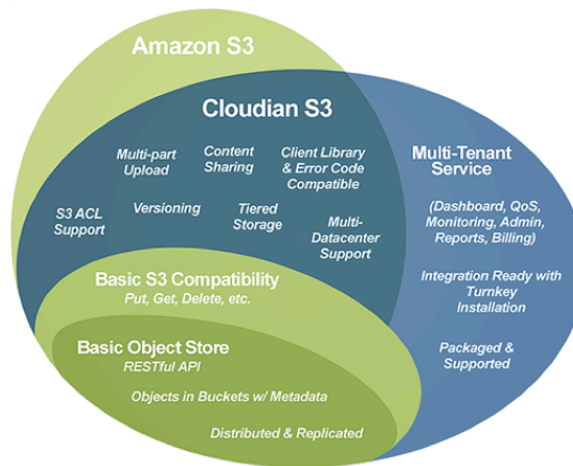 Amazon S3
Cloudian S3
Multi-part
Upload
Content
Sharing
Client Library
& Error Code
Compatible
S3 ACL
Support
Versioning
Tiered
Storage
Multi-
Datacenter
Support
Multi-Tenant
Service
(Dashboard, QoS,
Monitoring, Admin,
Reports, Billing)
Integration Ready with
Turnkey
Installation
Packaged &
Supported
Basic S3 Compatibility
Put, Get, Delete, etc.
Basic Object Store
RESTful API
Objects in Buckets w/ Metadata
Distributed & Replicated